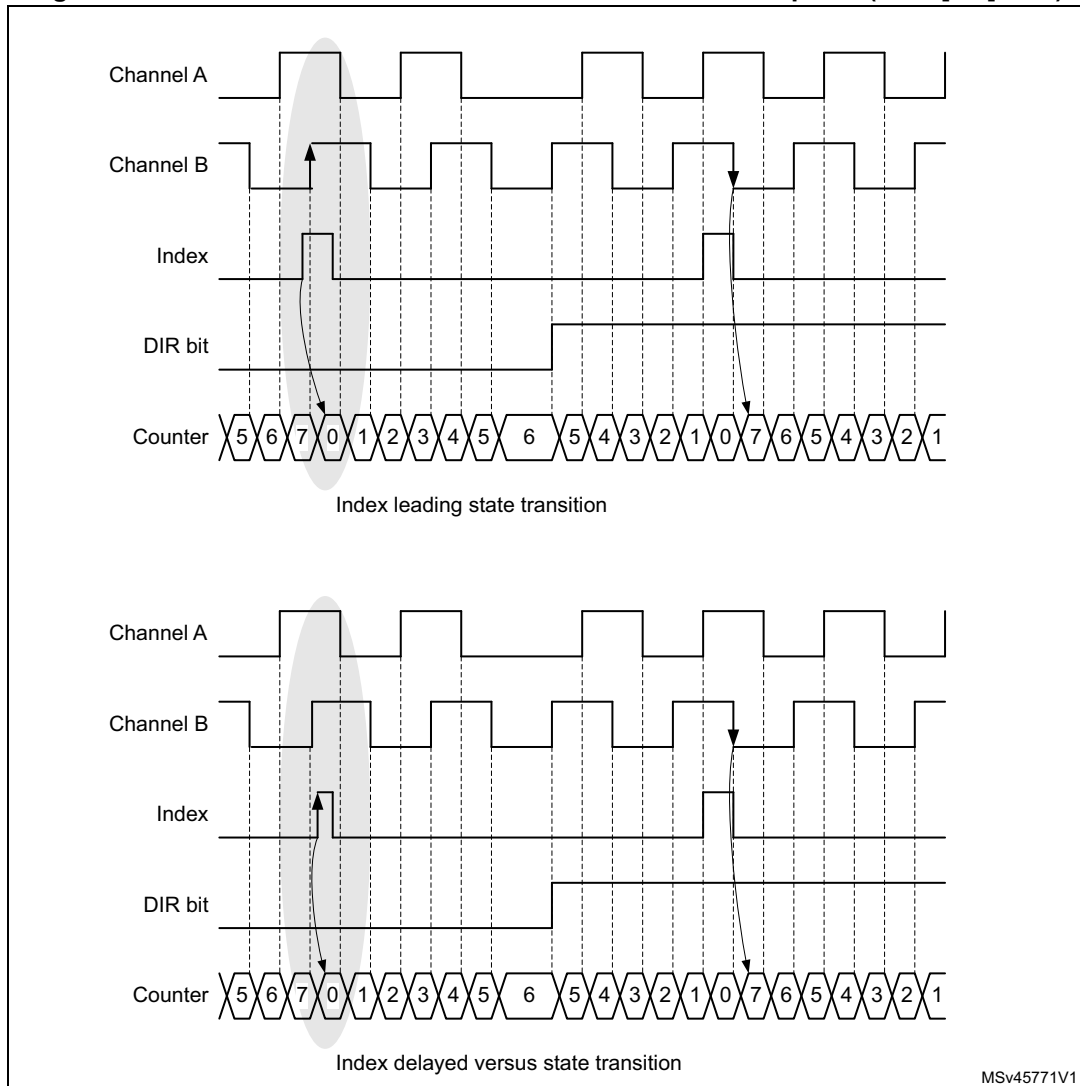 Channel A
Channel B
Index
DIR bit
Counter 5 6 7 0 1 2 3 4 5 6 5 4 3 2 1 0 7 6 5 4 3 2 1
Index leading state transition
Channel A
Channel B
Index
DIR bit
Counter 5 6 7 0 1 2 3 4 5 6 5 4 3 2 1 0 7 6 5 4 3 2 1
Index delayed versus state transition
MSv45771V1